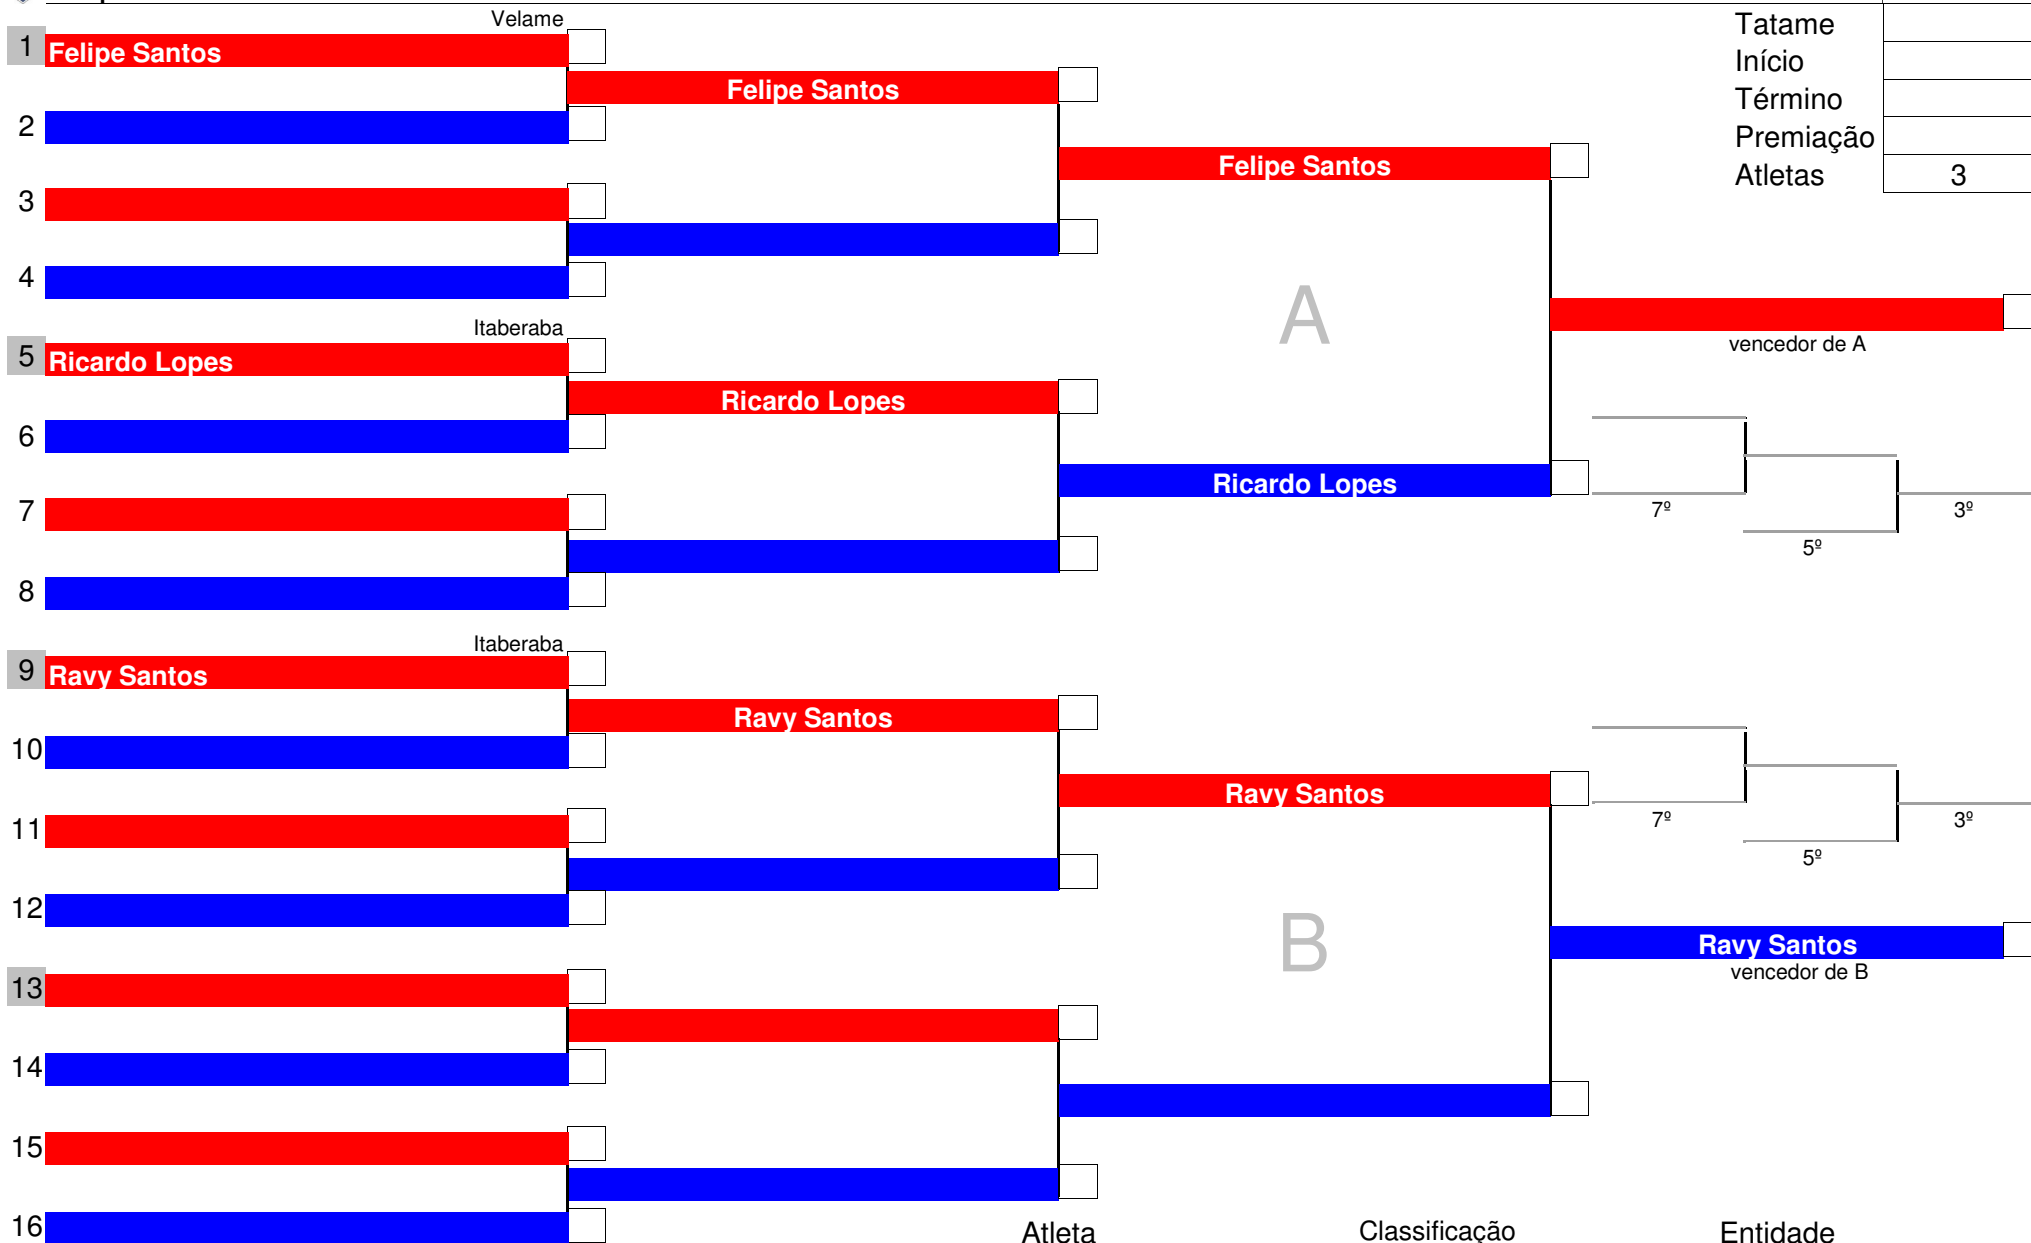 Velame
Tatame
1 Felipe Santos
Início
Felipe Santos
Término
2
Premiação
Felipe Santos
Atletas 3
3
4
A
Itaberaba
vencedor de A
5 Ricardo Lopes
Ricardo Lopes
6
Ricardo Lopes
7
7º
3º
5º
8
Itaberaba
9 Ravy Santos
Ravy Santos
10
Ravy Santos
7º
3º
11
5º
12
B
Ravy Santos
vencedor de B
13
14
15
16
Atleta Classificação Entidade